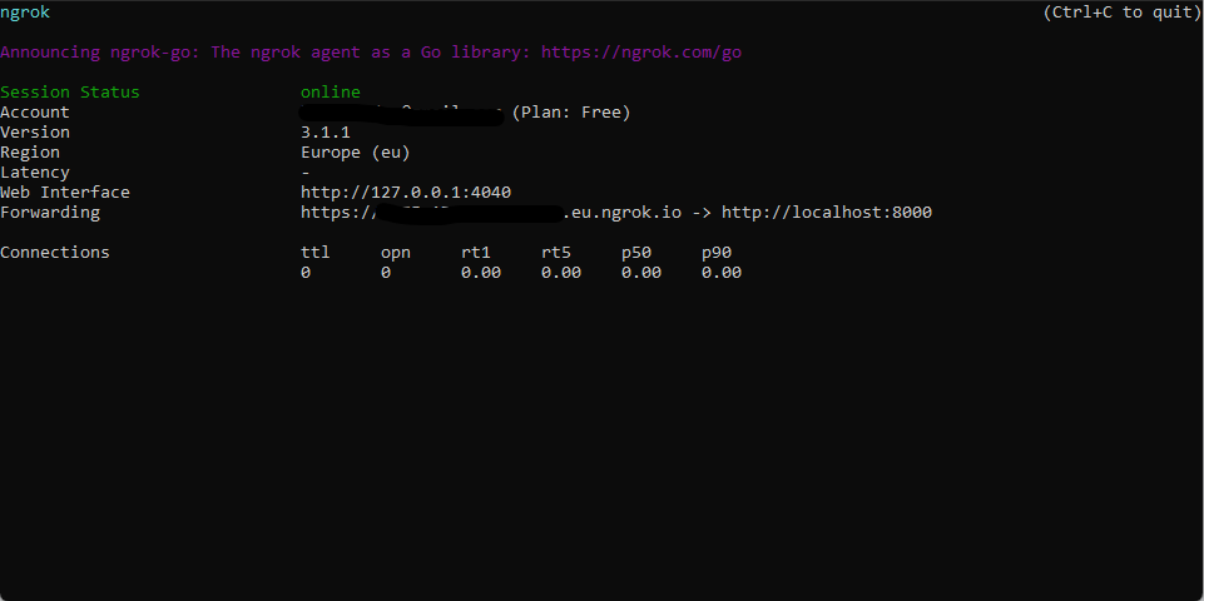 ngrok (Ctrl+C to quit)
Announcing ngrok-go: The ngrok agent as a Go library: https://ngrok.com/go
Session Status online
Account (Plan: Free)
Version 3.1.1
Region Europe (eu)
Latency -
Web Interface http://127.0.0.1:4040
Forwarding https:// .eu.ngrok.io -> http://localhost:8000
Connections ttl opn rt1 rt5 p50 p90
0 0 0.00 0.00 0.00 0.00